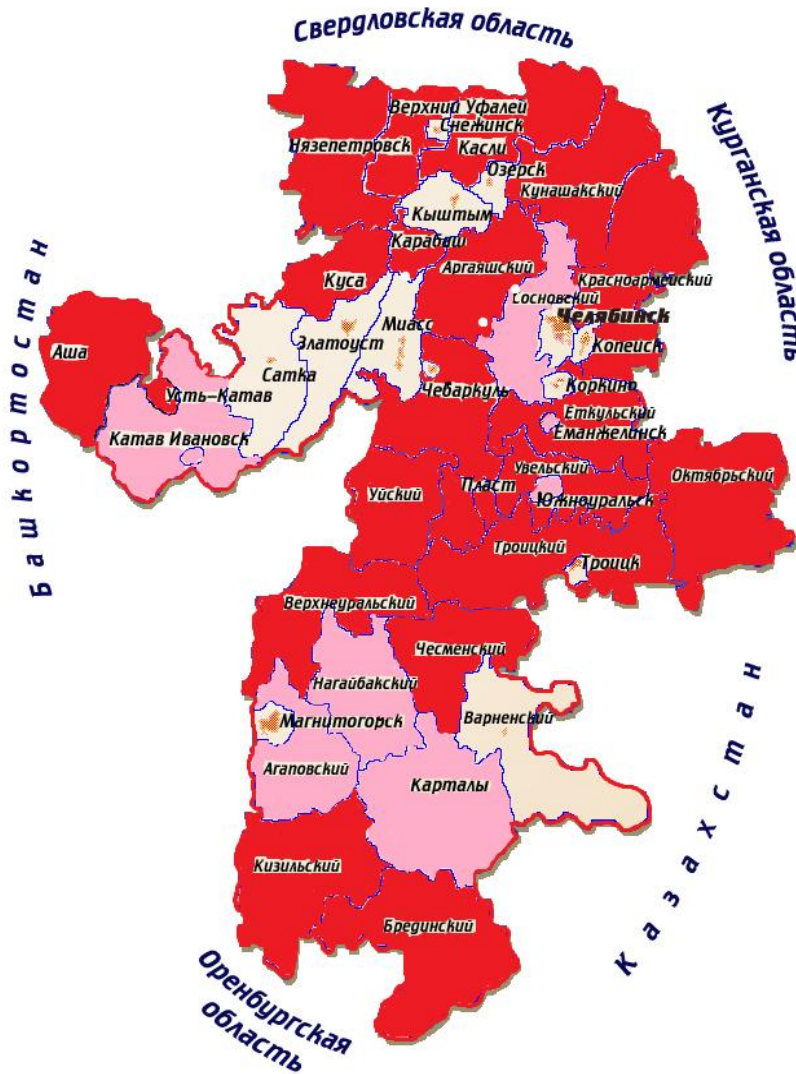 Свердловская область
Курганская область
Башкортостан
Казахстан
Оренбургская
область
Верхний Уфалей
Снежинск
Нязепетровск
Касли
Озёрск
Кунашакский
Кыштым
Карабаш
Аргаяшский
Куса
Красноармейский
Сосновский
Челябинск
Миасс
Златоуст
Копейск
Аша
Сатка
Чебаркуль
Коркино
Усть-Катав
Еткульский
Катав Ивановск
Еманжелинск
Увельский
Октябрьский
Пласт
Уйский
Южноуральск
Троицкий
Троицк
Верхнеуральский
Чесменский
Нагайбакский
Магнитогорск
Варненский
Агаповский
Карталы
Кизильский
Брединский